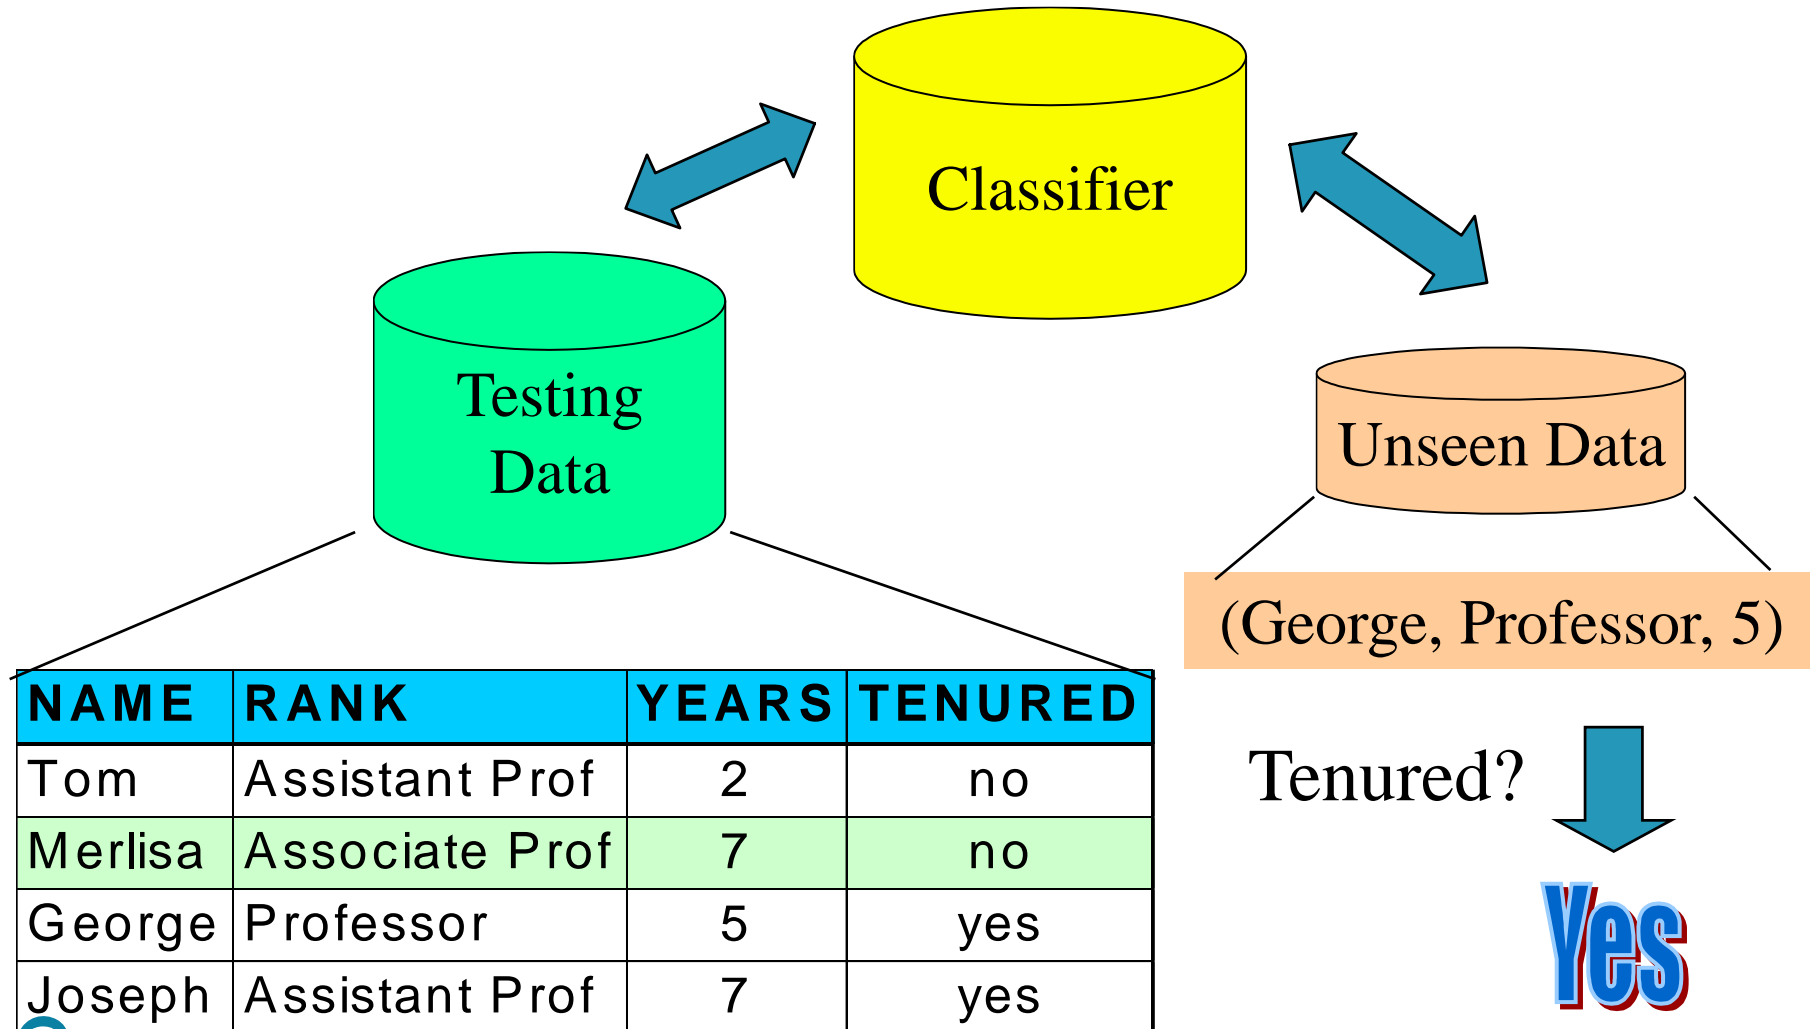 Classifier
Testing
Data
Unseen Data
(George, Professor, 5)
NAME RANK YEARS TENURED
Tom Assistant Prof 2 no
Merlisa Associate Prof 7 no
George Professor 5 yes
Joseph Assistant Prof 7 yes
Tenured?
Yes